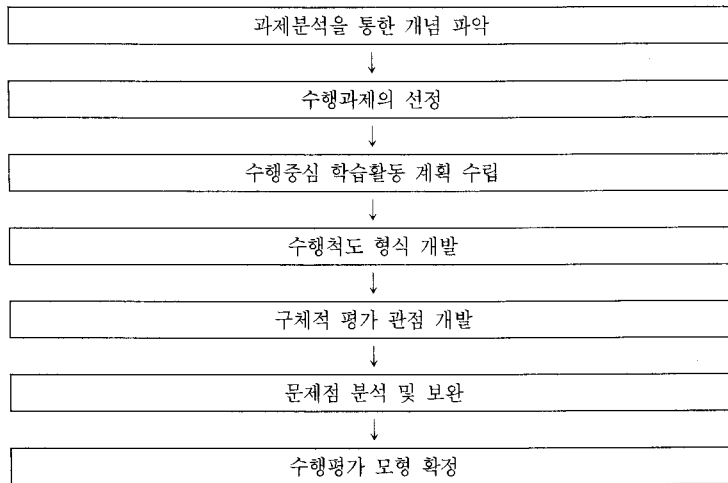 과제분석을 통한 개념 파악
↓
수행과제의 선정
↓
수행중심 학습활동 계획 수립
↓
수행척도 형식 개발
↓
구체적 평가 관점 개발
↓
문제점 분석 및 보완
↓
수행평가 모형 확정